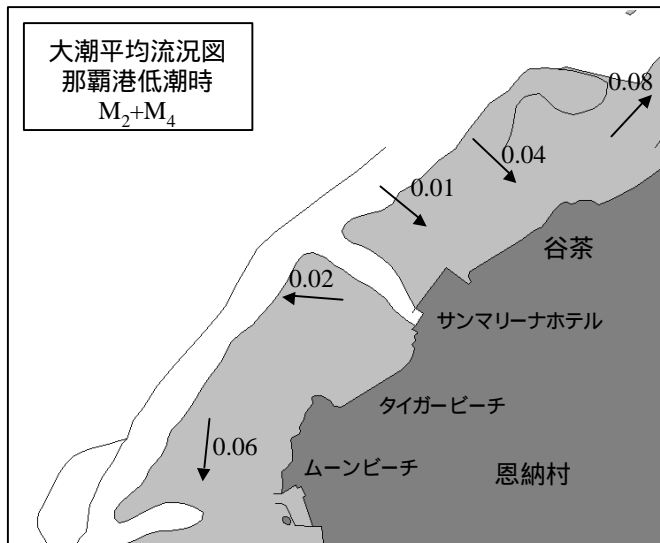 大潮平均流況図
那覇港低潮時
M₂+M₄
0.08
0.04
0.01
谷茶
0.02
サンマリーナホテル
タイガービーチ
0.06
ムーンビーチ
恩納村